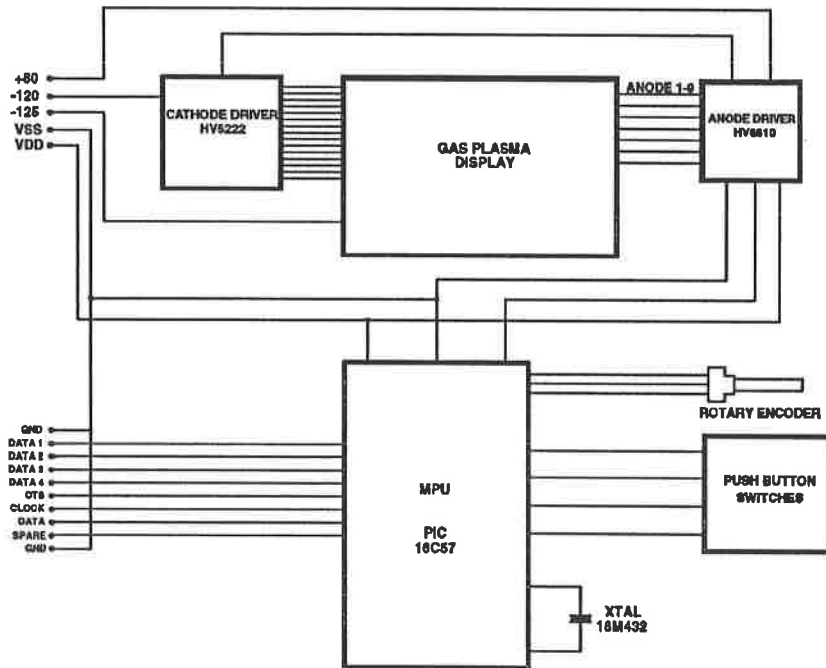 +60
-120
-125
VSS
VDD
CATHODE DRIVER
HV5222
GAS PLASMA
DISPLAY
ANODE 1-9
ANODE DRIVER
HV6610
GND
DATA 1
DATA 2
DATA 3
DATA 4
CTS
CLOCK
DATA
SPARE
GND
MPU
PIC
16C57
ROTARY ENCODER
PUSH BUTTON
SWITCHES
XTAL
18M432